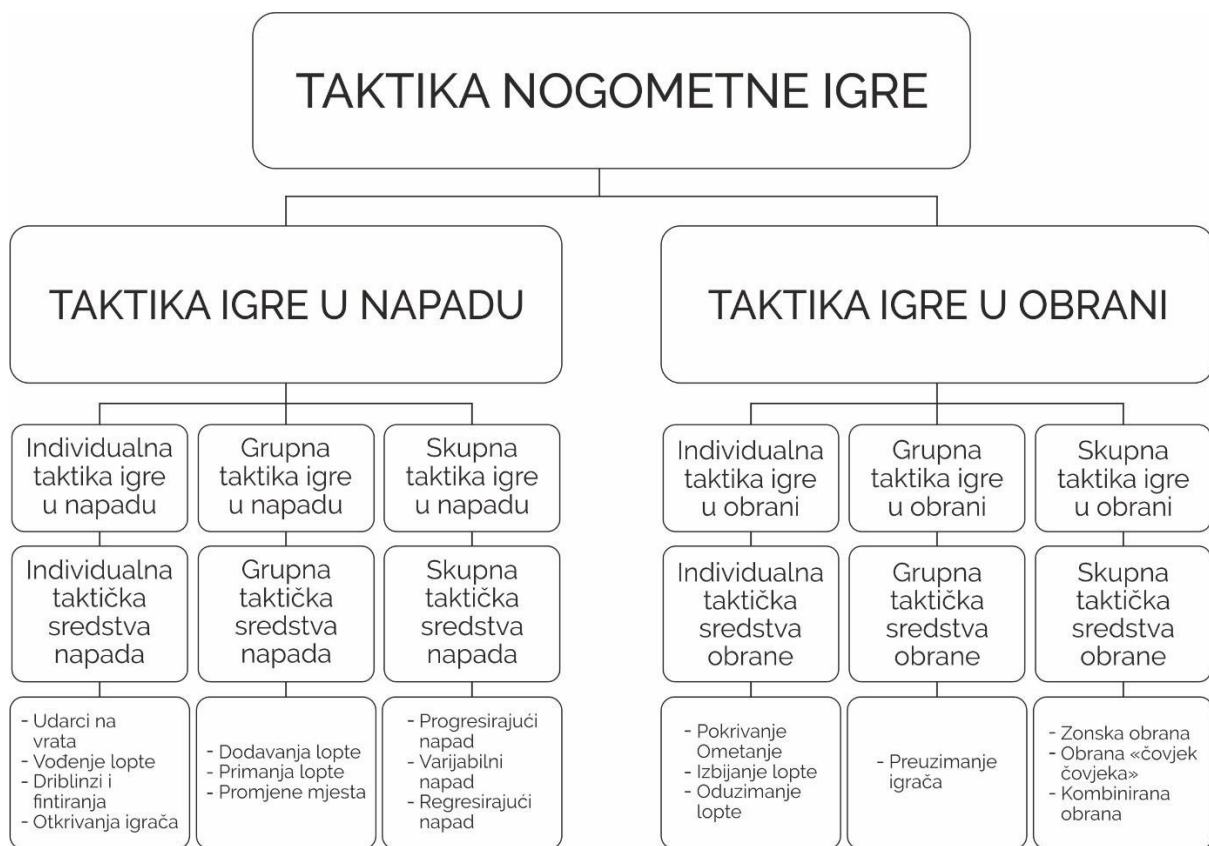 TAKTIKA NOGOMETNE IGRE
TAKTIKA IGRE U NAPADU
TAKTIKA IGRE U OBRANI
Individualna
taktika igre
u napadu
Grupna
taktika igre
u napadu
Skupna
taktika igre
u napadu
Individualna
taktika igre
u obrani
Grupna
taktika igre
u obrani
Skupna
taktika igre
u obrani
Individualna
taktička
sredstva
napada
Grupna
taktička
sredstva
napada
Skupna
taktička
sredstva
napada
Individualna
taktička
sredstva
obrane
Grupna
taktička
sredstva
obrane
Skupna
taktička
sredstva
obrane
- Udarci na
vrata
- Vođenje lopte
- Driblinzi i
fintiranja
- Otkrivanja igrača
- Dodavanja lopte
- Primanja lopte
- Promjene mjesta
- Progresirajući
napad
- Varijabilni
napad
- Regresirajući
napad
- Pokrivanje
Ometanje
- Izbijanje lopte
- Oduzimanje
lopte
- Preuzimanje
igrača
- Zonska obrana
- Obrana «čovjek
čovjeka»
- Kombinirana
obrana